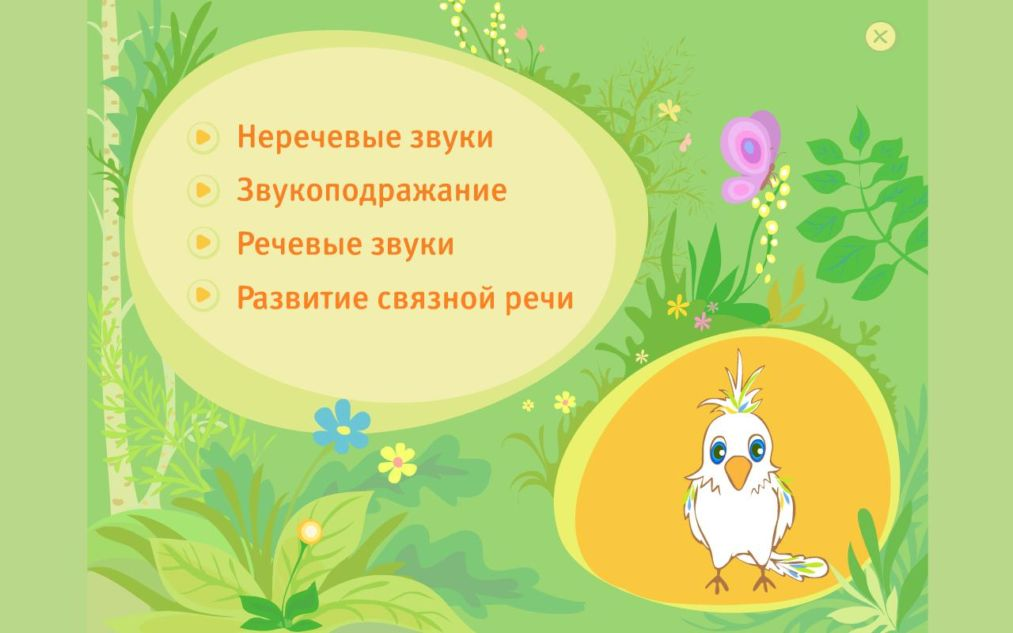 Неречевые звуки
Звукоподражание
Речевые звуки
Развитие связной речи